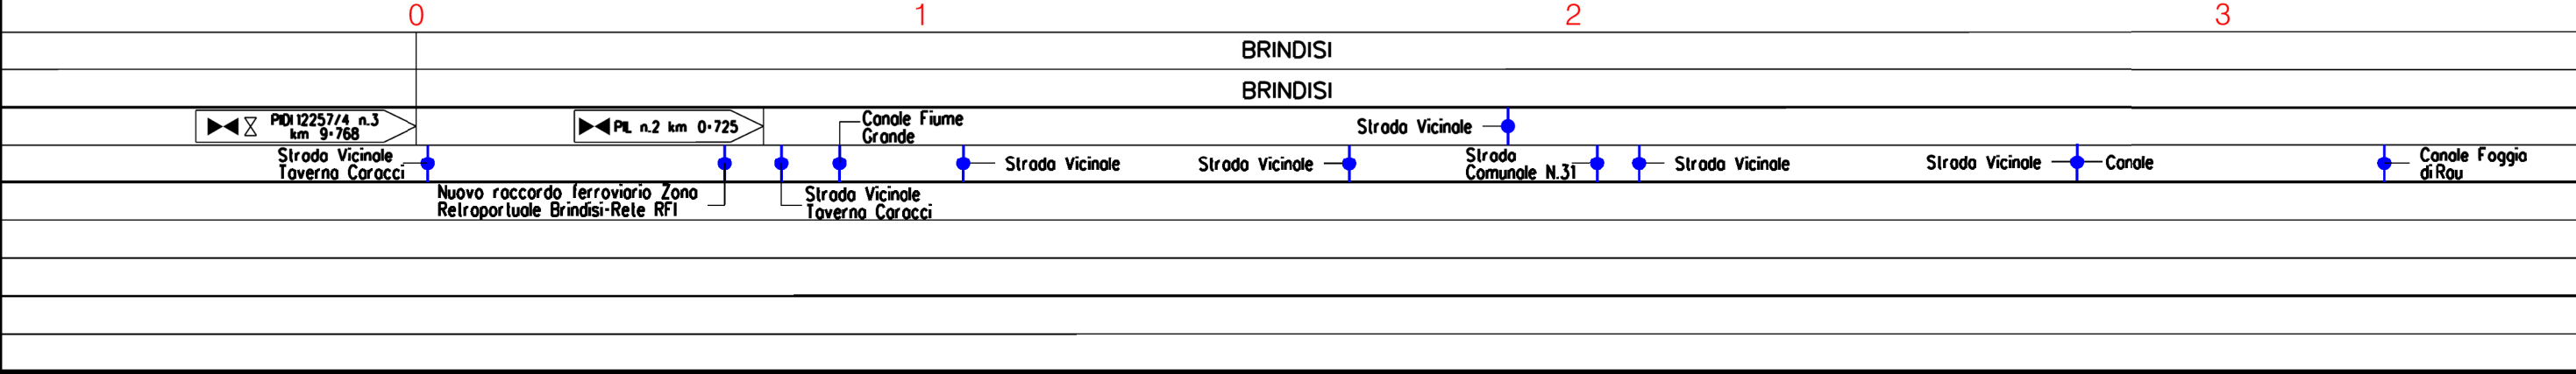 0 1 2 3
BRINDISI
BRINDISI
PIDI 12257/4 n.3
km 9+768
PIL n.2 km 0+725
Canale Fiume
Grande
Strada Vicinale
Strada Vicinale
Taverna Caracci
Strada Vicinale
Strada Vicinale
Strada
Comunale N.31
Strada Vicinale
Strada Vicinale
Canale
Canale Foggia
di Rau
Nuovo raccordo ferroviario Zona
Retroportuale Brindisi-Rete RFI
Strada Vicinale
Taverna Caracci